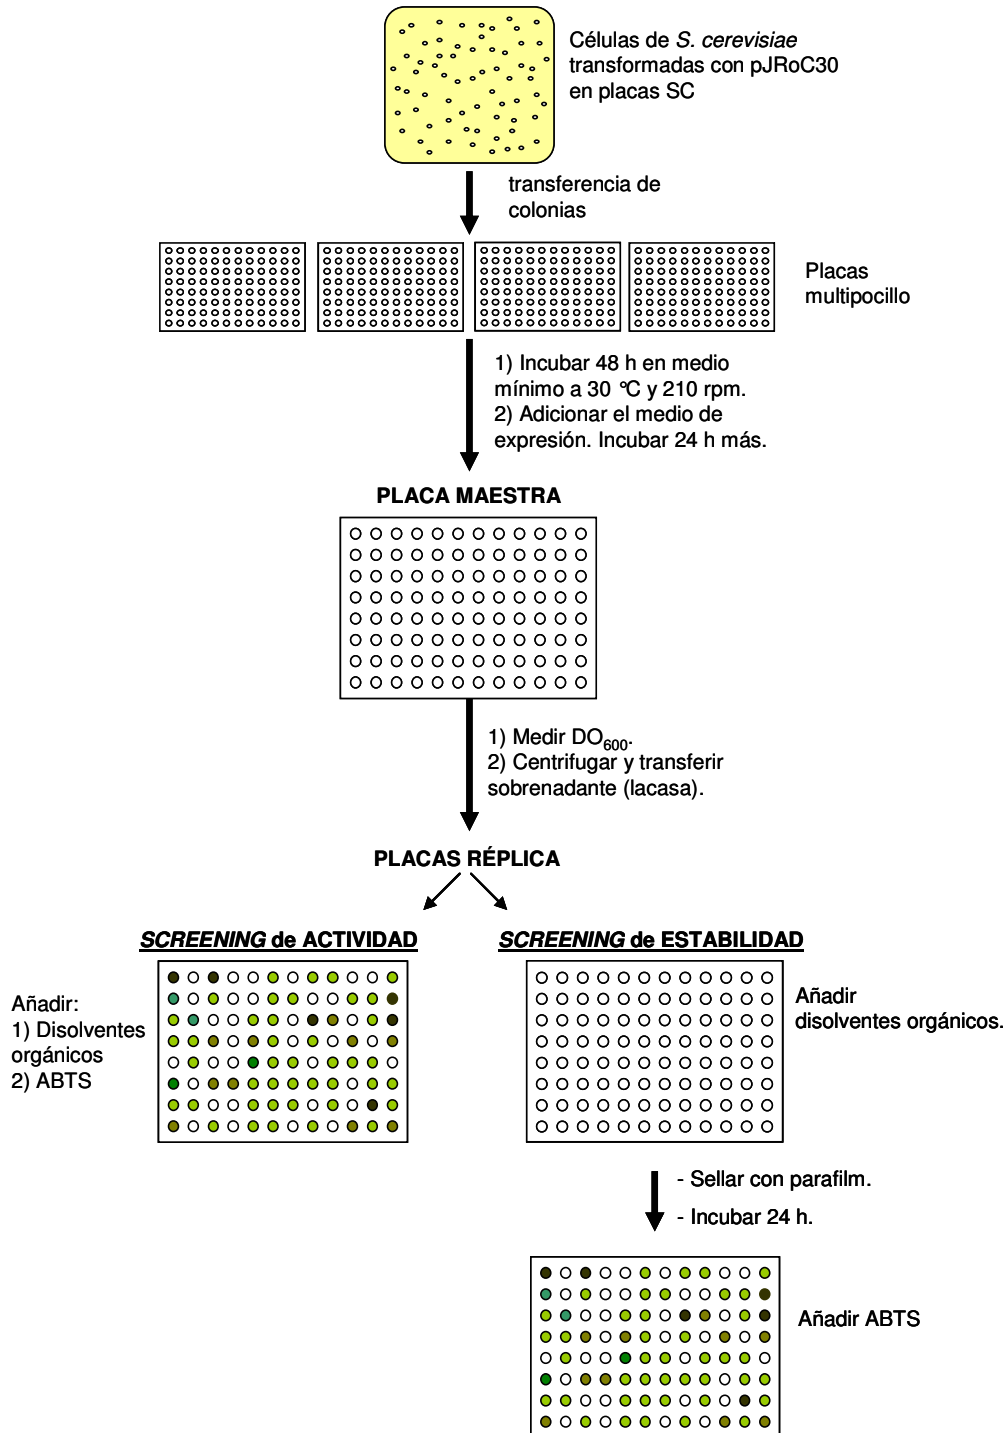 Células de S. cerevisiae
transformadas con pJRoC30
en placas SC
transferencia de
colonias
Placas
multipocillo
1) Incubar 48 h en medio
mínimo a 30 °C y 210 rpm.
2) Adicionar el medio de
expresión. Incubar 24 h más.
PLACA MAESTRA
1) Medir DO600.
2) Centrifugar y transferir
sobrenadante (lacasa).
PLACAS RÉPLICA
SCREENING de ACTIVIDAD
Añadir:
1) Disolventes
orgánicos
2) ABTS
SCREENING de ESTABILIDAD
Añadir
disolventes orgánicos.
- Sellar con parafilm.
- Incubar 24 h.
Añadir ABTS